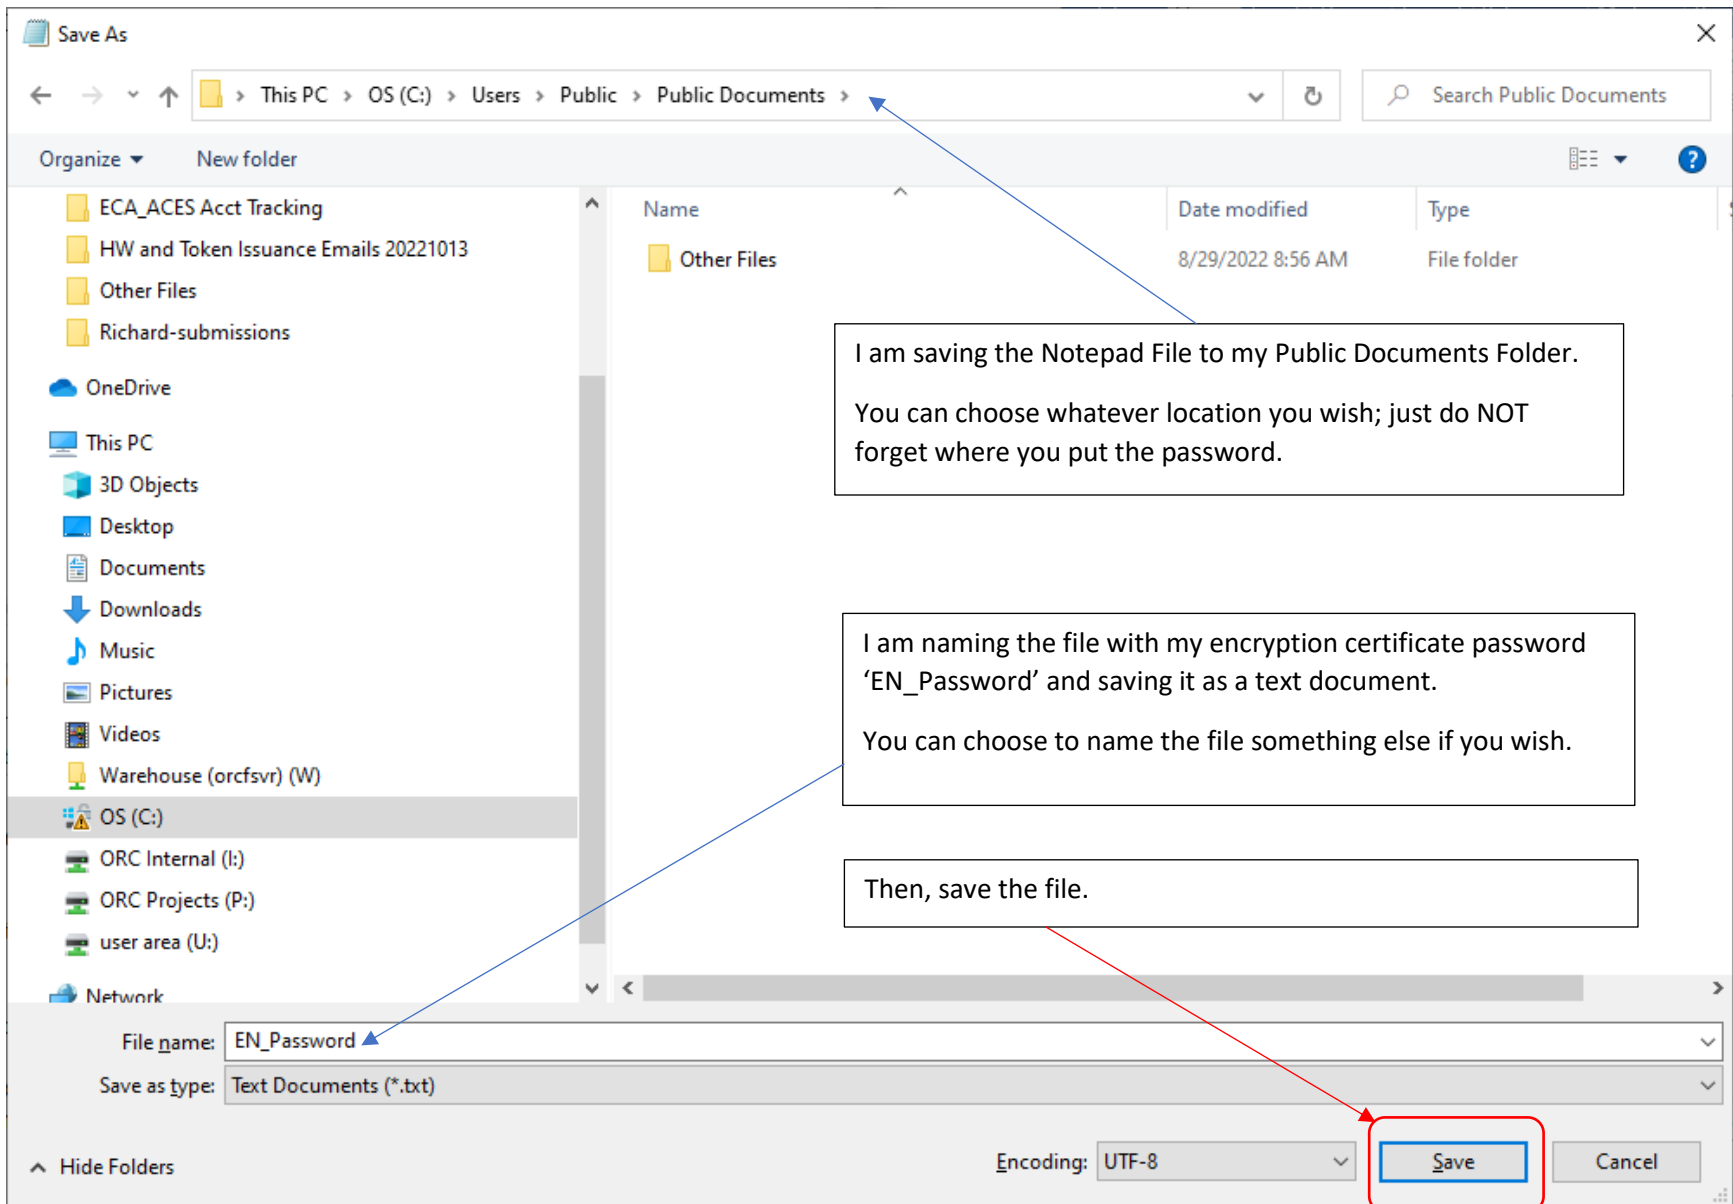 Save As
This PC > OS (C:) > Users > Public > Public Documents >
Search Public Documents
Organize
New folder
ECA_ACES Acct Tracking
HW and Token Issuance Emails 20221013
Other Files
Richard-submissions
OneDrive
This PC
3D Objects
Desktop
Documents
Downloads
Music
Pictures
Videos
Warehouse (orcfsvr) (W)
OS (C:)
ORC Internal (I:)
ORC Projects (P:)
user area (U:)
Network
Name
Date modified
Type
Other Files
8/29/2022 8:56 AM
File folder
I am saving the Notepad File to my Public Documents Folder.
You can choose whatever location you wish; just do NOT
forget where you put the password.
I am naming the file with my encryption certificate password
‘EN_Password’ and saving it as a text document.
You can choose to name the file something else if you wish.
Then, save the file.
File name: EN_Password
Save as type: Text Documents (*.txt)
Hide Folders
Encoding: UTF-8
Save
Cancel